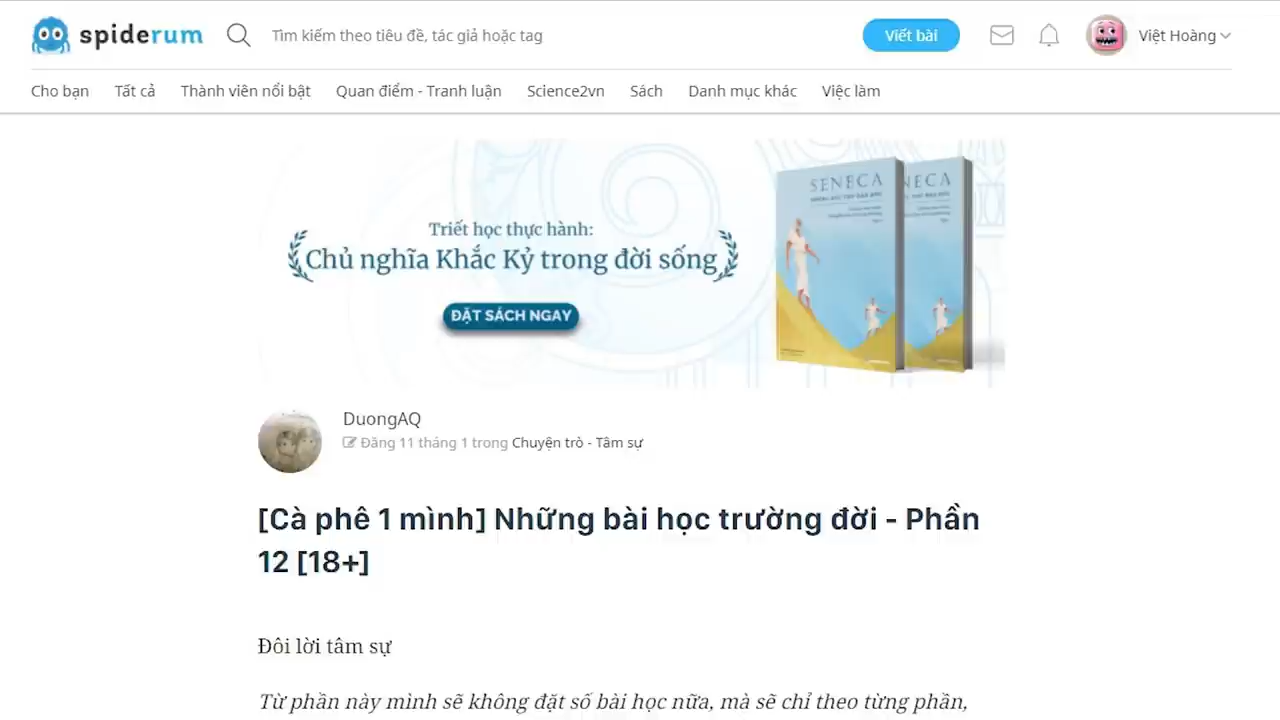 spiderum
Tìm kiếm theo tiêu đề, tác giả hoặc tag
Viết bài
Việt Hoàng
Cho bạn
Tất cả
Thành viên nổi bật
Quan điểm - Tranh luận
Science2vn
Sách
Danh mục khác
Việc làm
Triết học thực hành:
Chủ nghĩa Khắc Kỷ trong đời sống
ĐẶT SÁCH NGAY
SENECA
NECA
DuongAQ
Đăng 11 tháng 1 trong Chuyện trò - Tâm sự
[Cà phê 1 mình] Những bài học trường đời - Phần
12 [18+]
Đôi lời tâm sự
Từ phần này mình sẽ không đặt số bài học nữa, mà sẽ chỉ theo từng phần,